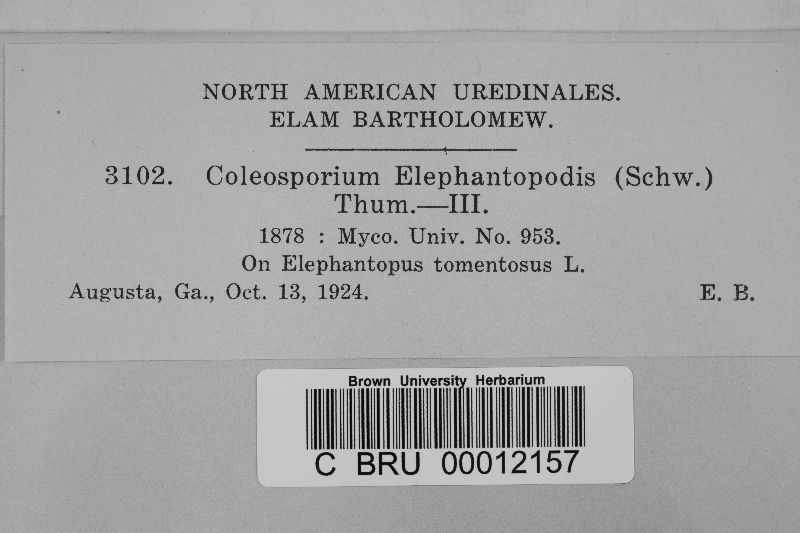 NORTH AMERICAN UREDINALES.
ELAM BARTHOLOMEW.
3102. Coleosporium Elephantopodis (Schw.)
Thum.—III.
1878 : Myco. Univ. No. 953.
On Elephantopus tomentosus L.
Augusta, Ga., Oct. 13, 1924. E. B.
Brown University Herbarium
C BRU 00012157